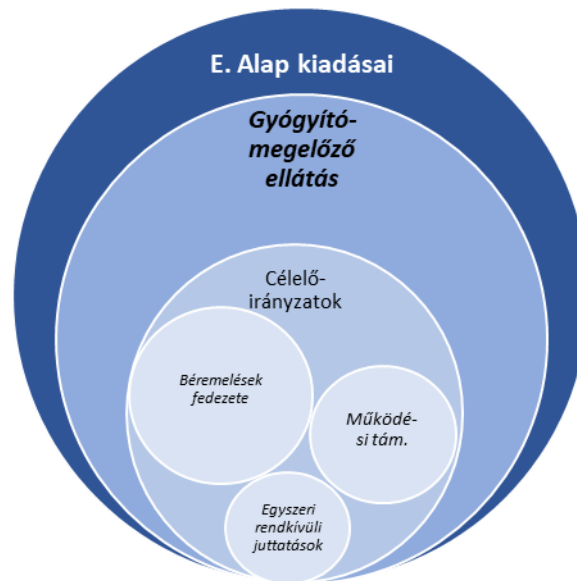 E. Alap kiadásai
Gyógyító-
megelőző
ellátás
Célelő-
irányzatok
Béremelések
fedezete
Működé-
si tám.
Egyszeri
rendkívüli
juttatások